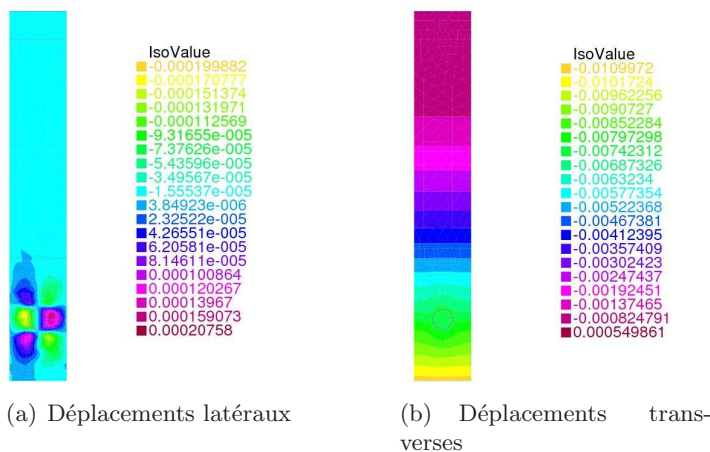 IsoValue
-0.000199882
-0.000170777
-0.000151374
-0.000131971
-0.000112569
-9.31655e-005
-7.37626e-005
-5.43596e-005
-3.49567e-005
-1.55537e-005
3.84923e-006
2.32522e-005
4.26551e-005
6.20581e-005
8.14611e-005
0.000100864
0.000120267
0.00013967
0.000159073
0.00020758
IsoValue
-0.0109972
-0.0101724
-0.00962256
-0.0090727
-0.00852284
-0.00797298
-0.00742312
-0.00687326
-0.0063234
-0.00577354
-0.00522368
-0.00467381
-0.00412395
-0.00357409
-0.00302423
-0.00247437
-0.00192451
-0.00137465
-0.000824791
0.000549861
(a) Déplacements latéraux
(b) Déplacements trans-
verses